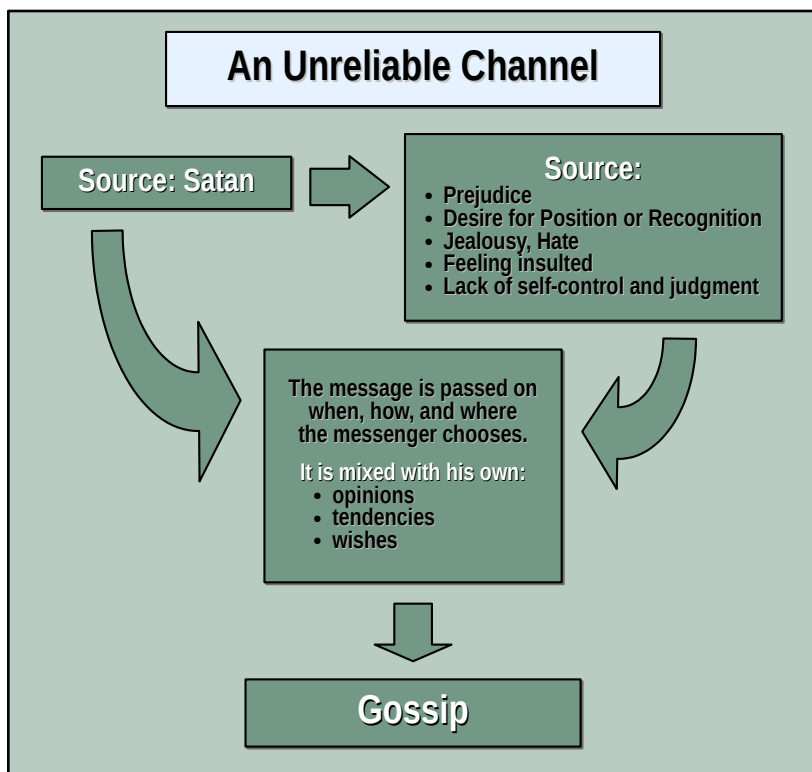 An Unreliable Channel
Source: Satan
Source:
• Prejudice
• Desire for Position or Recognition
• Jealousy, Hate
• Feeling insulted
• Lack of self-control and judgment
The message is passed on
when, how, and where
the messenger chooses.
It is mixed with his own:
• opinions
• tendencies
• wishes
Gossip